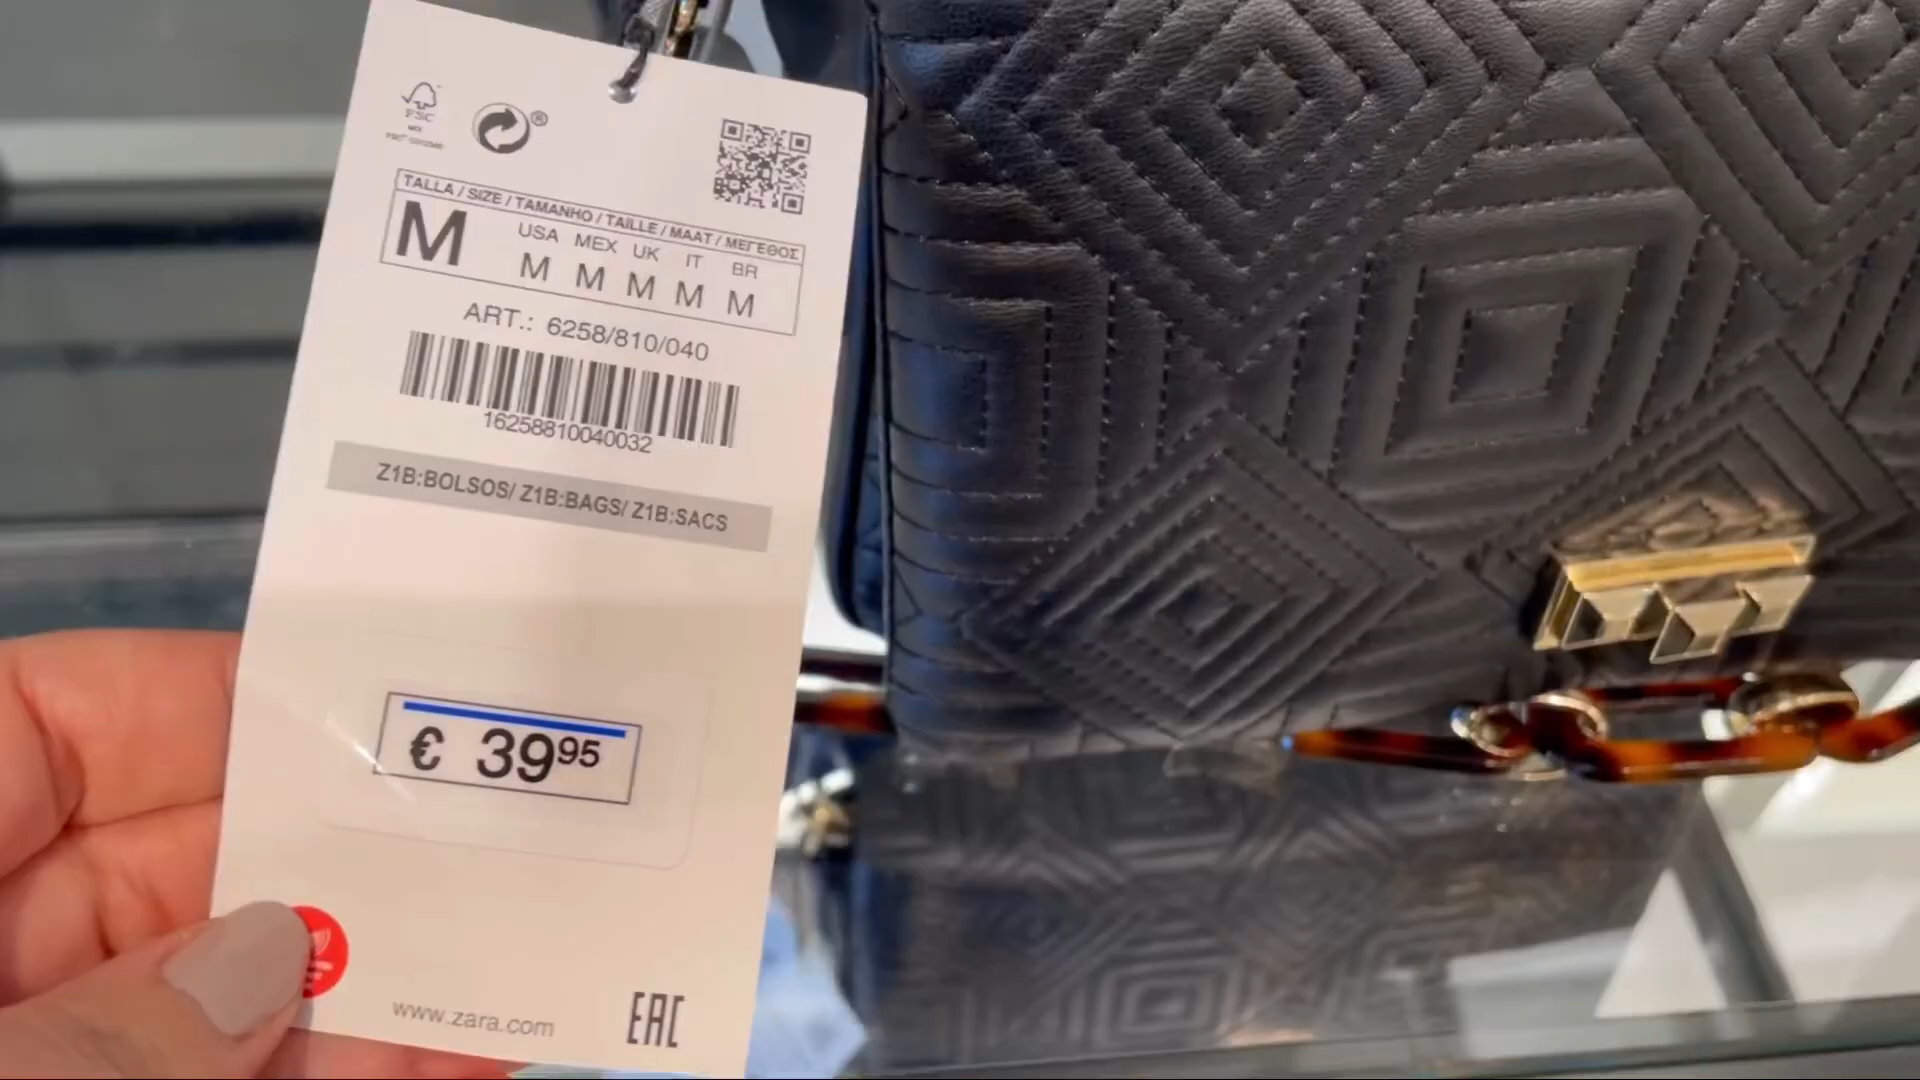 FSC
MIX
®
TALLA / SIZE / TAMANHO / TAILLE / MAAT / ΜΕΓΕΘΟΣ
M
USA MEX UK IT BR
M M M M M
ART.: 6258/810/040
16258810040032
Z1B:BOLSOS/ Z1B:BAGS/ Z1B:SACS
€ 3995
www.zara.com
EAC